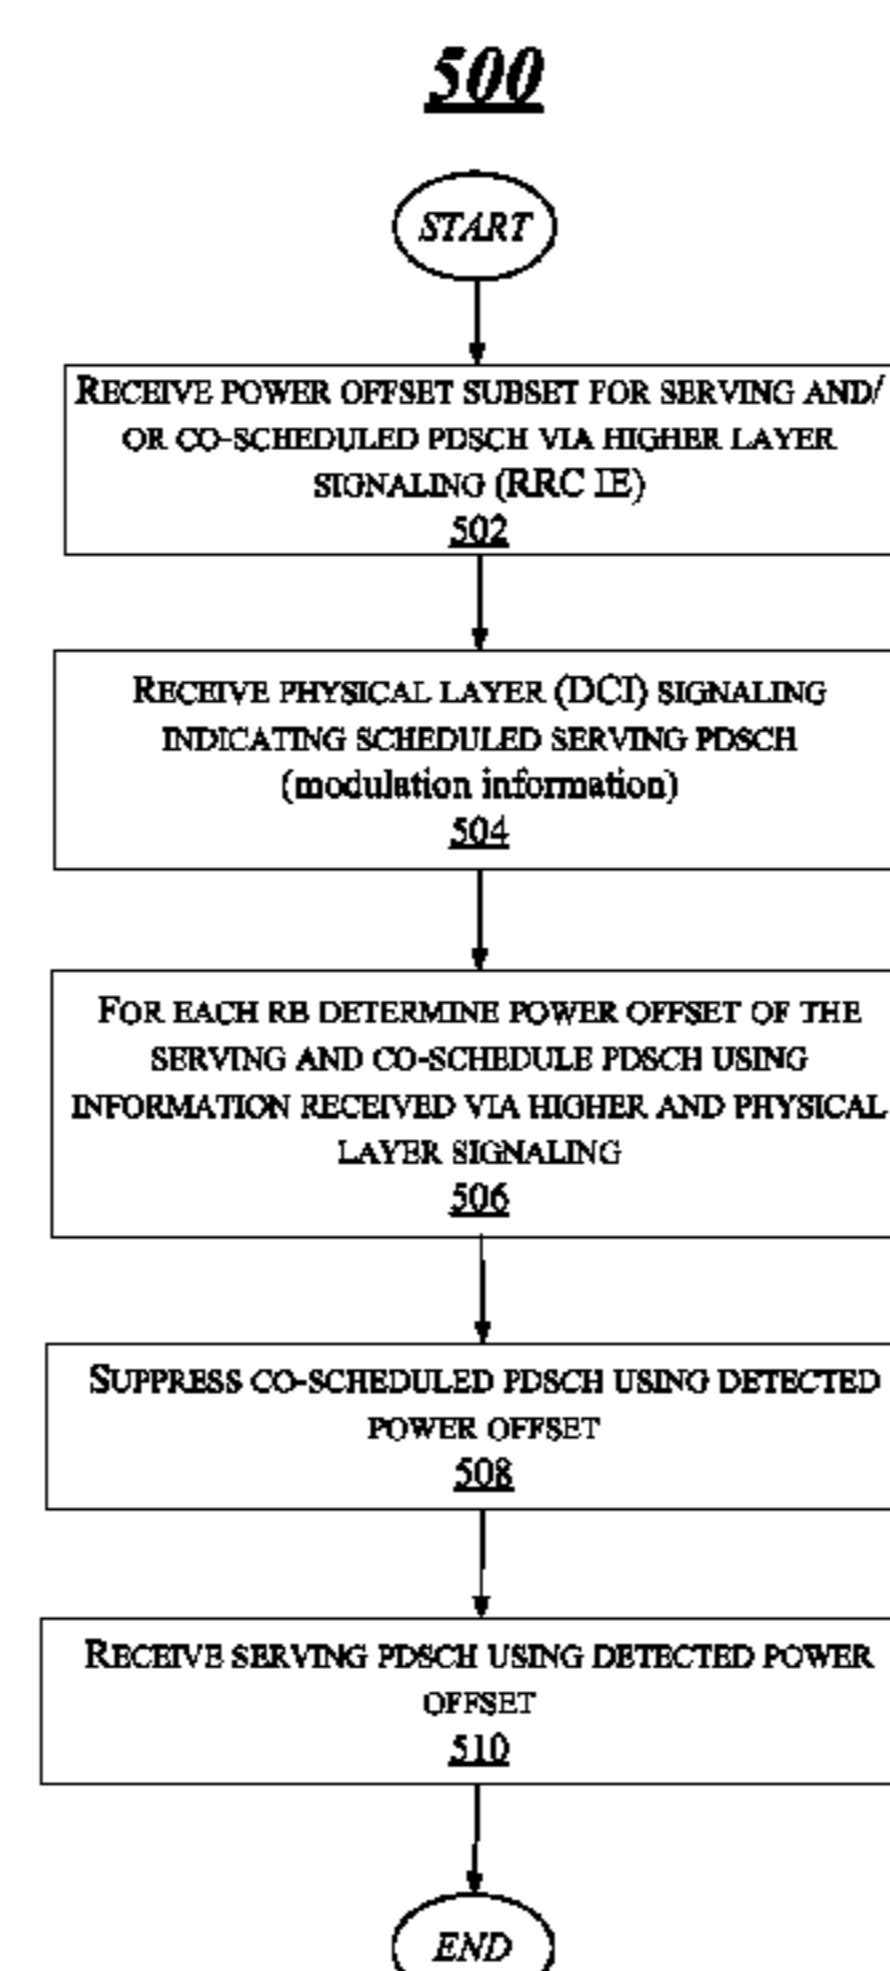 500
START
RECEIVE POWER OFFSET SUBSET FOR SERVING AND/
OR CO-SCHEDULED PDSCH VIA HIGHER LAYER
SIGNALING (RRC IE)
502
RECEIVE PHYSICAL LAYER (DCI) SIGNALING
INDICATING SCHEDULED SERVING PDSCH
(modulation information)
504
FOR EACH RB DETERMINE POWER OFFSET OF THE
SERVING AND CO-SCHEDULE PDSCH USING
INFORMATION RECEIVED VIA HIGHER AND PHYSICAL
LAYER SIGNALING
506
SUPPRESS CO-SCHEDULED PDSCH USING DETECTED
POWER OFFSET
508
RECEIVE SERVING PDSCH USING DETECTED POWER
OFFSET
510
END